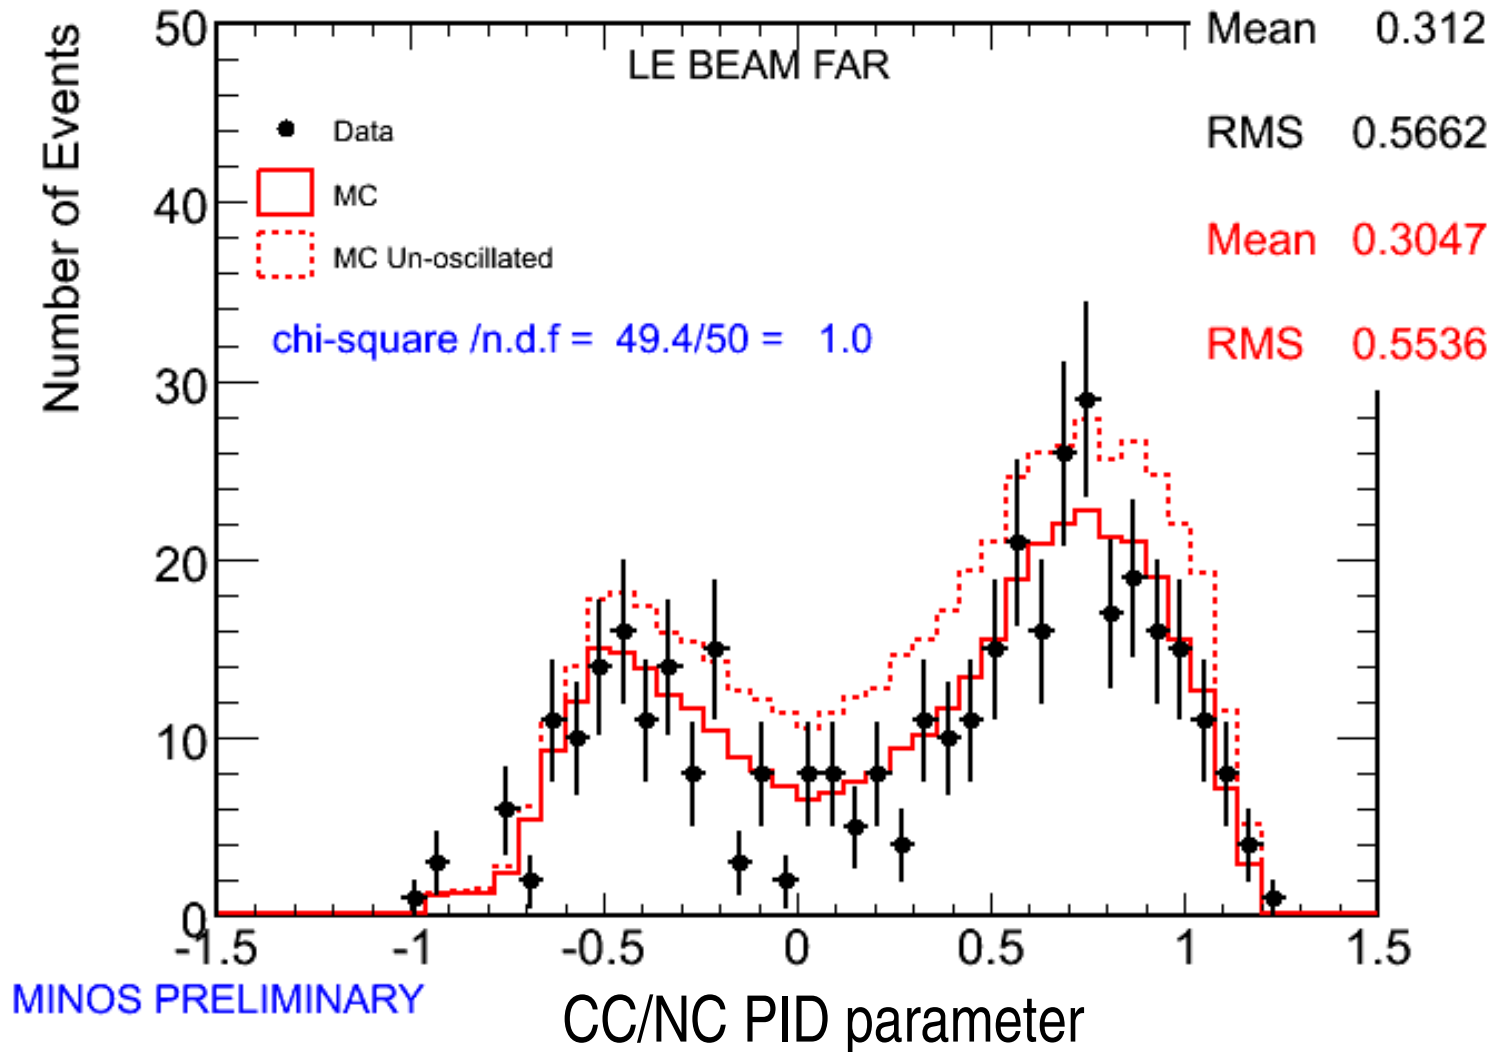 Number of Events
50
40
30
20
10
0
LE BEAM FAR
Data
MC
MC Un-oscillated
chi-square /n.d.f = 49.4/50 = 1.0
Mean 0.312
RMS 0.5662
Mean 0.3047
RMS 0.5536
-1.5 -1 -0.5 0 0.5 1 1.5
MINOS PRELIMINARY
CC/NC PID parameter